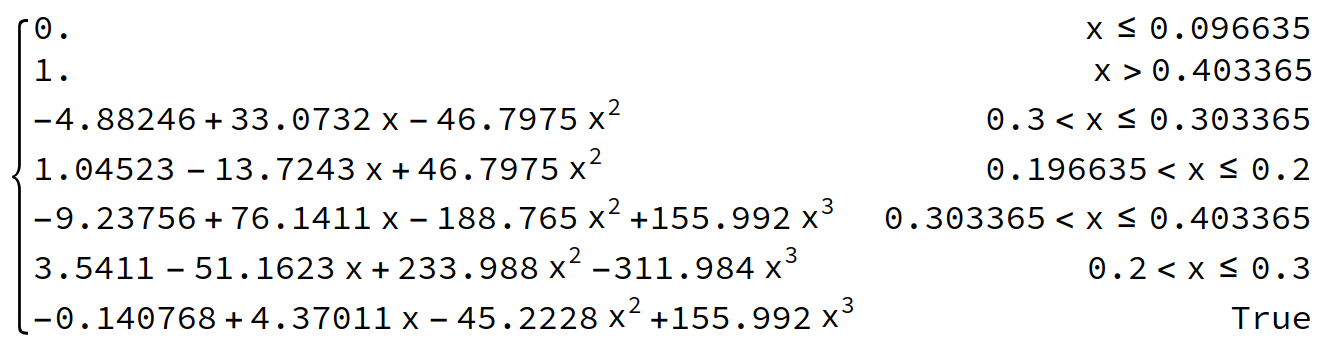 0. x ≤ 0.096635
1. x > 0.403365
−4.88246 + 33.0732 x − 46.7975 x² 0.3 < x ≤ 0.303365
1.04523 − 13.7243 x + 46.7975 x² 0.196635 < x ≤ 0.2
−9.23756 + 76.1411 x − 188.765 x² +155.992 x³ 0.303365 < x ≤ 0.403365
3.5411 − 51.1623 x + 233.988 x² −311.984 x³ 0.2 < x ≤ 0.3
−0.140768 + 4.37011 x − 45.2228 x² +155.992 x³ True